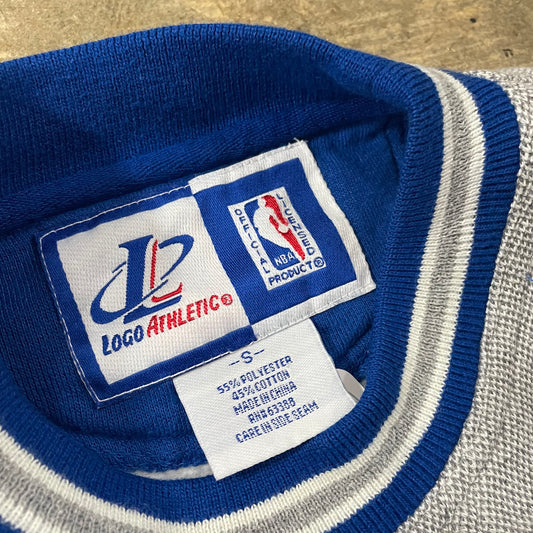 LOGO ATHLETIC®
OFFICIAL
LICENSED
NBA
PRODUCT®
-S-
55% POLYESTER
45% COTTON
MADE IN CHINA
RN# 63388
CARE IN SIDE SEAM